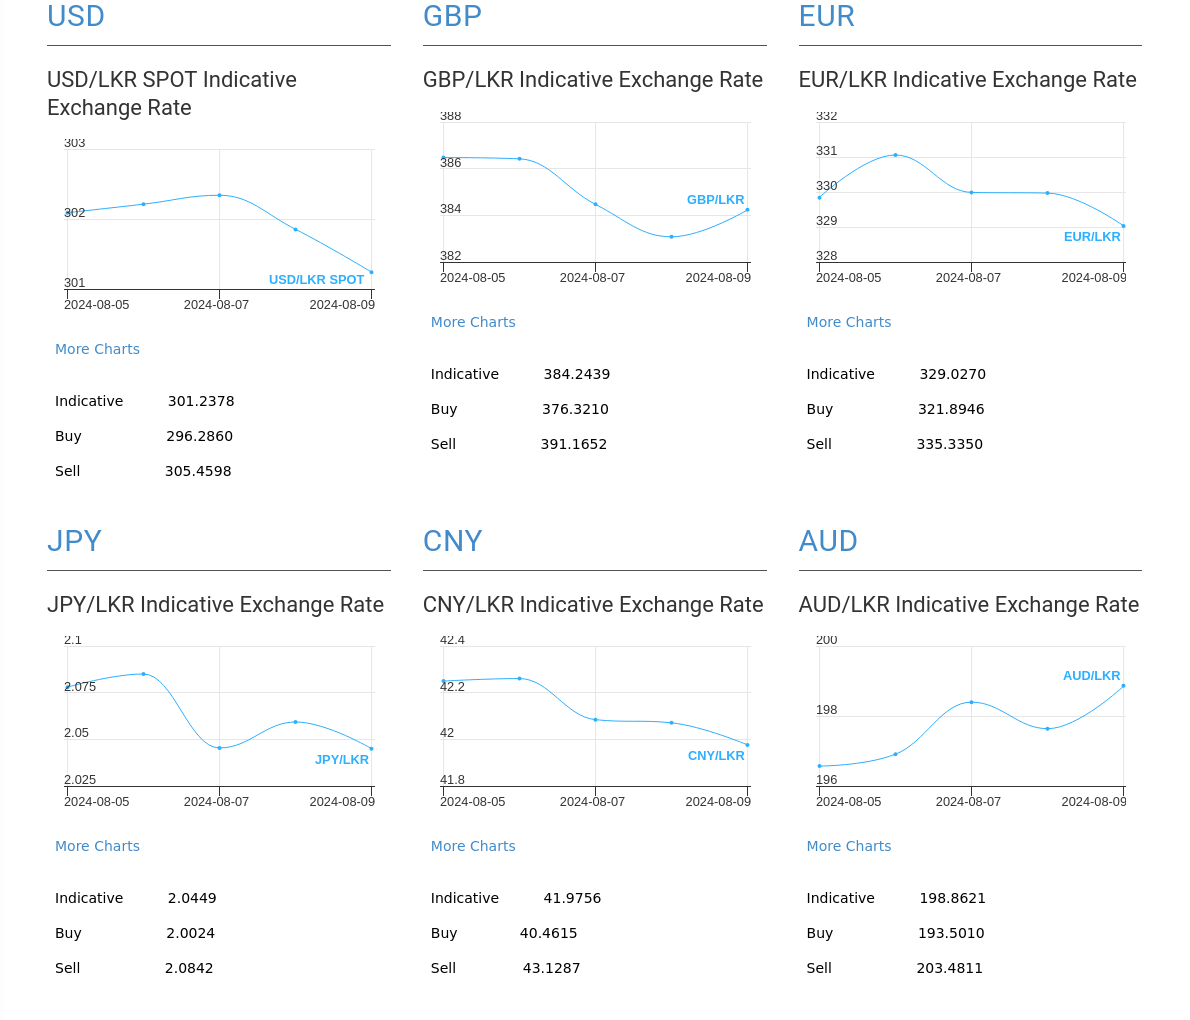 USD
USD/LKR SPOT Indicative
Exchange Rate
303
302
301
USD/LKR SPOT
2024-08-05 2024-08-07 2024-08-09
More Charts
Indicative 301.2378
Buy 296.2860
Sell 305.4598
GBP
GBP/LKR Indicative Exchange Rate
388
386
384
382
GBP/LKR
2024-08-05 2024-08-07 2024-08-09
More Charts
Indicative 384.2439
Buy 376.3210
Sell 391.1652
EUR
EUR/LKR Indicative Exchange Rate
332
331
330
329
328
EUR/LKR
2024-08-05 2024-08-07 2024-08-09
More Charts
Indicative 329.0270
Buy 321.8946
Sell 335.3350
JPY
JPY/LKR Indicative Exchange Rate
2.1
2.075
2.05
2.025
JPY/LKR
2024-08-05 2024-08-07 2024-08-09
More Charts
Indicative 2.0449
Buy 2.0024
Sell 2.0842
CNY
CNY/LKR Indicative Exchange Rate
42.4
42.2
42
41.8
CNY/LKR
2024-08-05 2024-08-07 2024-08-09
More Charts
Indicative 41.9756
Buy 40.4615
Sell 43.1287
AUD
AUD/LKR Indicative Exchange Rate
200
198
196
AUD/LKR
2024-08-05 2024-08-07 2024-08-09
More Charts
Indicative 198.8621
Buy 193.5010
Sell 203.4811